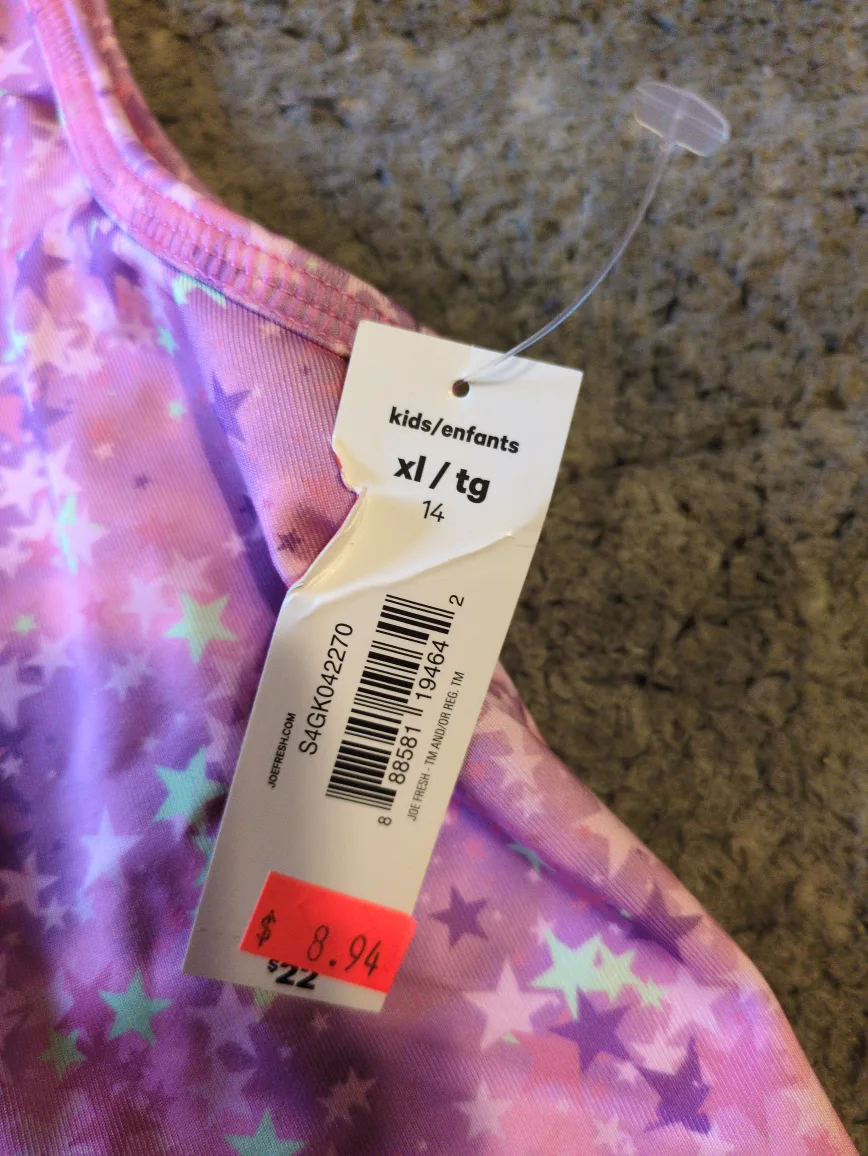 kids/enfants
xl / tg
14
JOEFRESH.COM
S4GK042270
8 88581 19464 2
JOE FRESH - TM AND/OR REG. TM
$ 8.94
$22